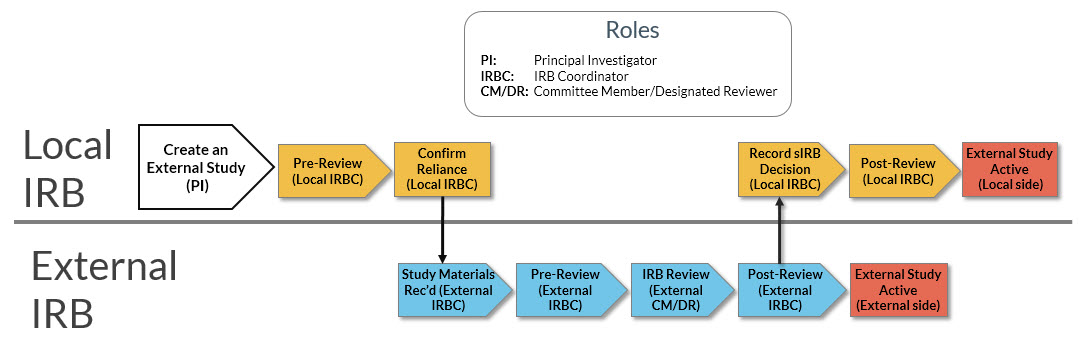 Roles
PI: Principal Investigator
IRBC: IRB Coordinator
CM/DR: Committee Member/Designated Reviewer
Local
IRB
Create an
External Study
(PI)
Pre-Review
(Local IRBC)
Confirm
Reliance
(Local IRBC)
Record sIRB
Decision
(Local IRBC)
Post-Review
(Local IRBC)
External Study
Active
(Local side)
External
IRB
Study Materials
Rec'd (External
IRBC)
Pre-Review
(External
IRBC)
IRB Review
(External
CM/DR)
Post-Review
(External
IRBC)
External Study
Active
(External side)